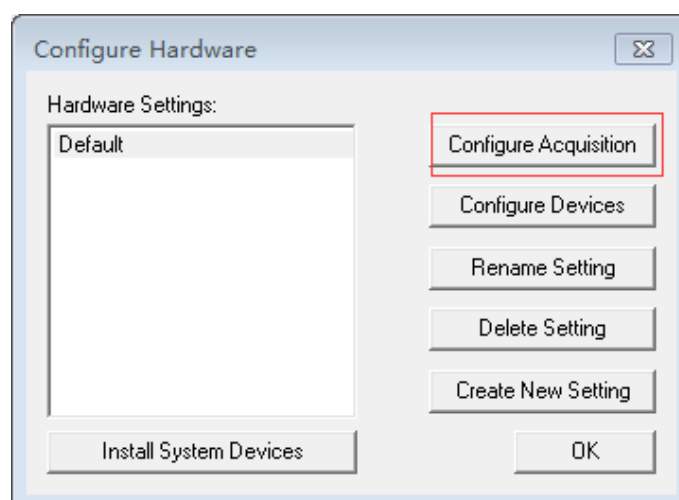 Configure Hardware
Hardware Settings:
Default
Configure Acquisition
Configure Devices
Rename Setting
Delete Setting
Create New Setting
Install System Devices
OK